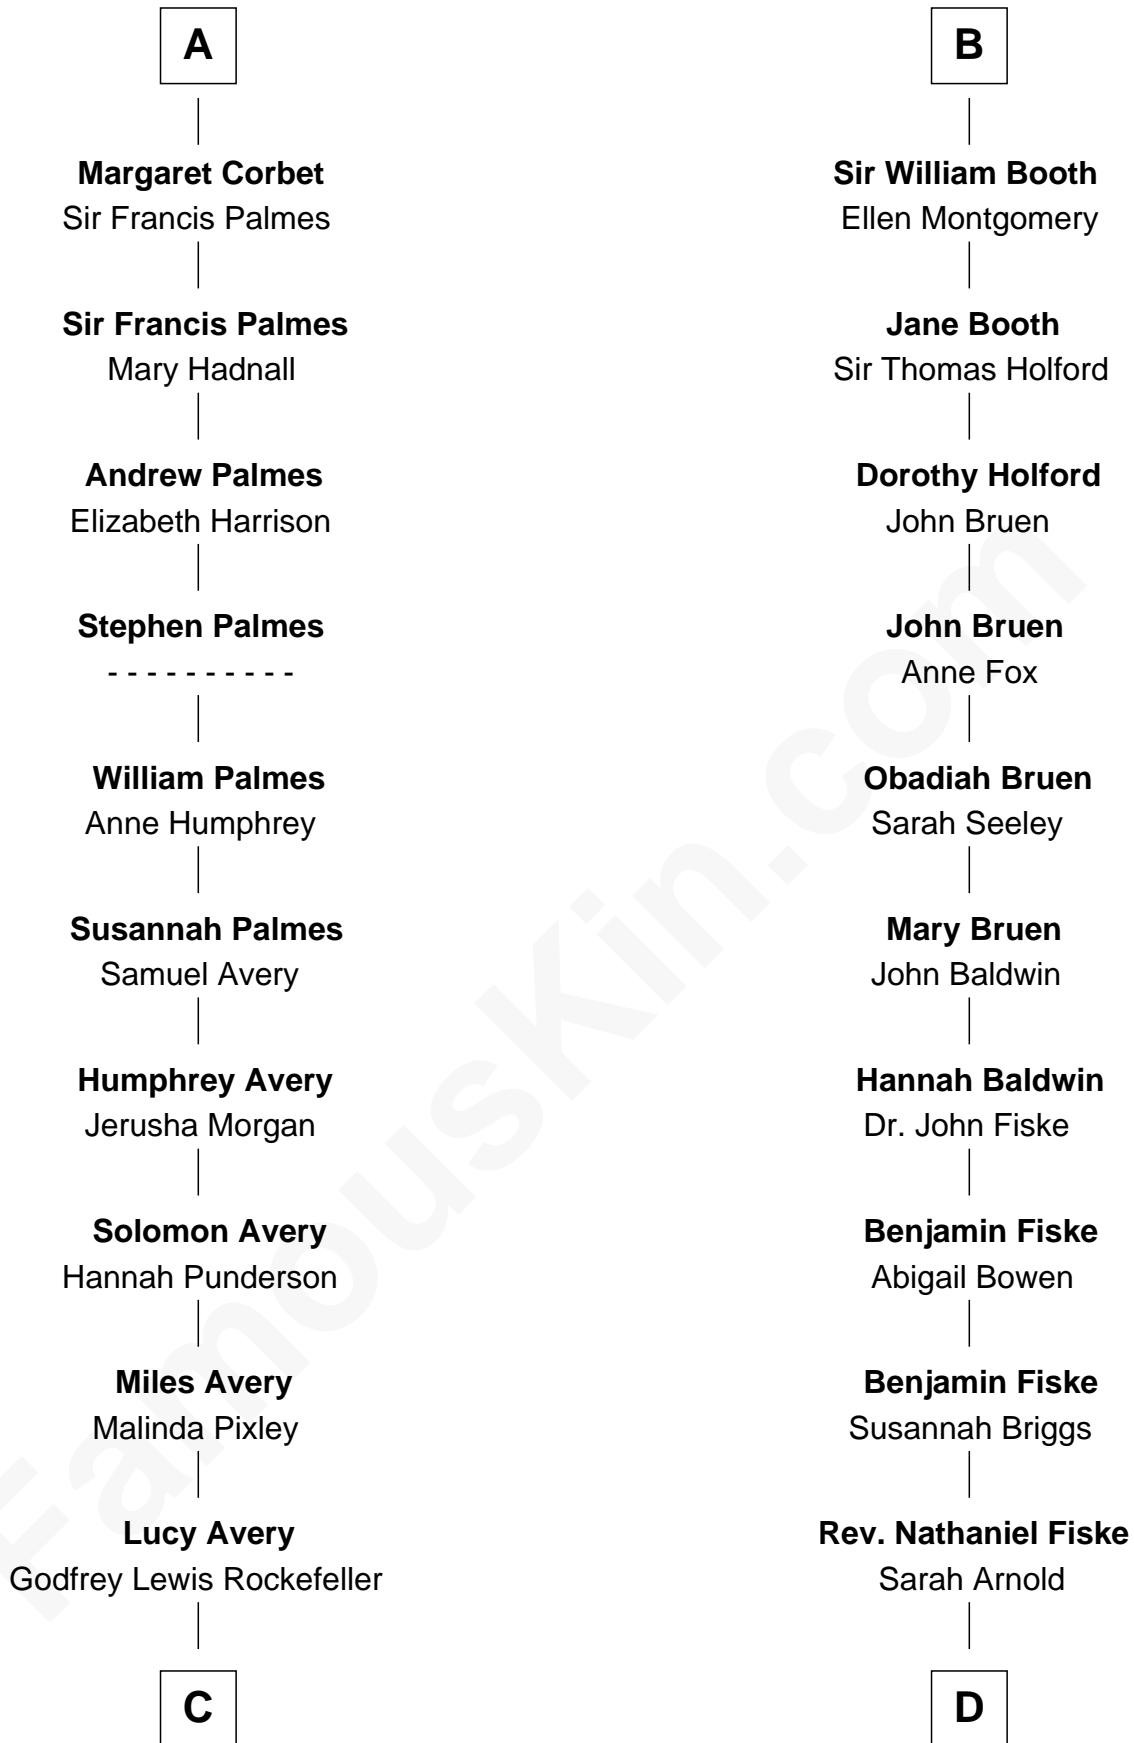 A
Margaret Corbet
Sir Francis Palmes
Sir Francis Palmes
Mary Hadnall
Andrew Palmes
Elizabeth Harrison
Stephen Palmes
- - - - - - - - - -
William Palmes
Anne Humphrey
Susannah Palmes
Samuel Avery
Humphrey Avery
Jerusha Morgan
Solomon Avery
Hannah Punderson
Miles Avery
Malinda Pixley
Lucy Avery
Godfrey Lewis Rockefeller
C
B
Sir William Booth
Ellen Montgomery
Jane Booth
Sir Thomas Holford
Dorothy Holford
John Bruen
John Bruen
Anne Fox
Obadiah Bruen
Sarah Seeley
Mary Bruen
John Baldwin
Hannah Baldwin
Dr. John Fiske
Benjamin Fiske
Abigail Bowen
Benjamin Fiske
Susannah Briggs
Rev. Nathaniel Fiske
Sarah Arnold
D
FamousKin.com